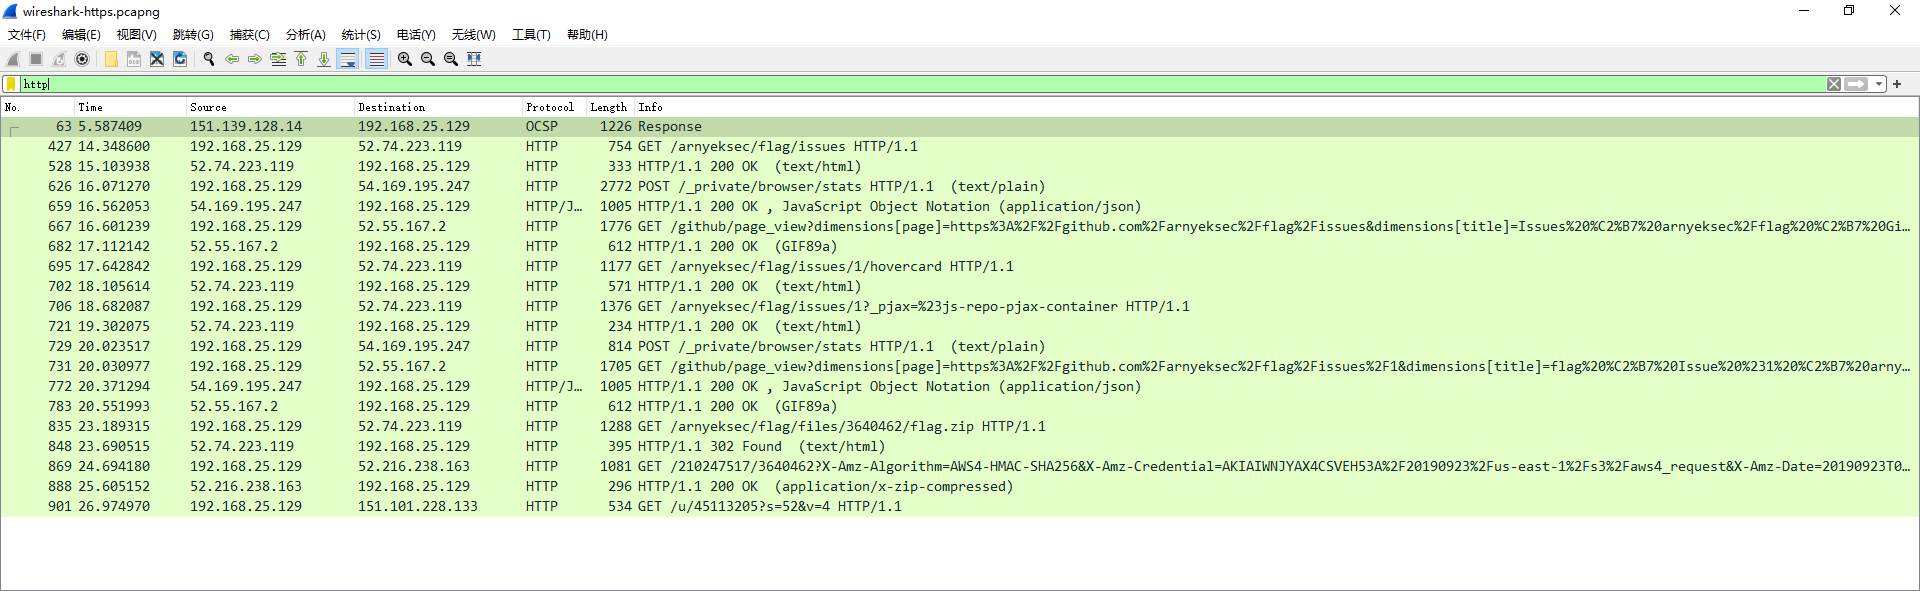 wireshark-https.pcapng
文件(F) 编辑(E) 视图(V) 跳转(G) 捕获(C) 分析(A) 统计(S) 电话(Y) 无线(W) 工具(T) 帮助(H)
http
No. Time Source Destination Protocol Length Info
63 5.587409 151.139.128.14 192.168.25.129 OCSP 1226 Response
427 14.348600 192.168.25.129 52.74.223.119 HTTP 754 GET /arnyeksec/flag/issues HTTP/1.1
528 15.103938 52.74.223.119 192.168.25.129 HTTP 333 HTTP/1.1 200 OK  (text/html)
626 16.071270 192.168.25.129 54.169.195.247 HTTP 2772 POST /_private/browser/stats HTTP/1.1  (text/plain)
659 16.562053 54.169.195.247 192.168.25.129 HTTP/J… 1005 HTTP/1.1 200 OK , JavaScript Object Notation (application/json)
667 16.601239 192.168.25.129 52.55.167.2 HTTP 1776 GET /github/page_view?dimensions[page]=https%3A%2F%2Fgithub.com%2Farnyeksec%2Fflag%2Fissues&dimensions[title]=Issues%20%C2%B7%20arnyeksec%2Fflag%20%C2%B7%20Gi…
682 17.112142 52.55.167.2 192.168.25.129 HTTP 612 HTTP/1.1 200 OK  (GIF89a)
695 17.642842 192.168.25.129 52.74.223.119 HTTP 1177 GET /arnyeksec/flag/issues/1/hovercard HTTP/1.1
702 18.105614 52.74.223.119 192.168.25.129 HTTP 571 HTTP/1.1 200 OK  (text/html)
706 18.682087 192.168.25.129 52.74.223.119 HTTP 1376 GET /arnyeksec/flag/issues/1?_pjax=%23js-repo-pjax-container HTTP/1.1
721 19.302075 52.74.223.119 192.168.25.129 HTTP 234 HTTP/1.1 200 OK  (text/html)
729 20.023517 192.168.25.129 54.169.195.247 HTTP 814 POST /_private/browser/stats HTTP/1.1  (text/plain)
731 20.030977 192.168.25.129 52.55.167.2 HTTP 1705 GET /github/page_view?dimensions[page]=https%3A%2F%2Fgithub.com%2Farnyeksec%2Fflag%2Fissues%2F1&dimensions[title]=flag%20%C2%B7%20Issue%20%231%20%C2%B7%20arny…
772 20.371294 54.169.195.247 192.168.25.129 HTTP/J… 1005 HTTP/1.1 200 OK , JavaScript Object Notation (application/json)
783 20.551993 52.55.167.2 192.168.25.129 HTTP 612 HTTP/1.1 200 OK  (GIF89a)
835 23.189315 192.168.25.129 52.74.223.119 HTTP 1288 GET /arnyeksec/flag/files/3640462/flag.zip HTTP/1.1
848 23.690515 52.74.223.119 192.168.25.129 HTTP 395 HTTP/1.1 302 Found  (text/html)
869 24.694180 192.168.25.129 52.216.238.163 HTTP 1081 GET /210247517/3640462?X-Amz-Algorithm=AWS4-HMAC-SHA256&X-Amz-Credential=AKIAIWNJYAX4CSVEH53A%2F20190923%2Fus-east-1%2Fs3%2Faws4_request&X-Amz-Date=20190923T0…
888 25.605152 52.216.238.163 192.168.25.129 HTTP 296 HTTP/1.1 200 OK  (application/x-zip-compressed)
901 26.974970 192.168.25.129 151.101.228.133 HTTP 534 GET /u/45113205?s=52&v=4 HTTP/1.1